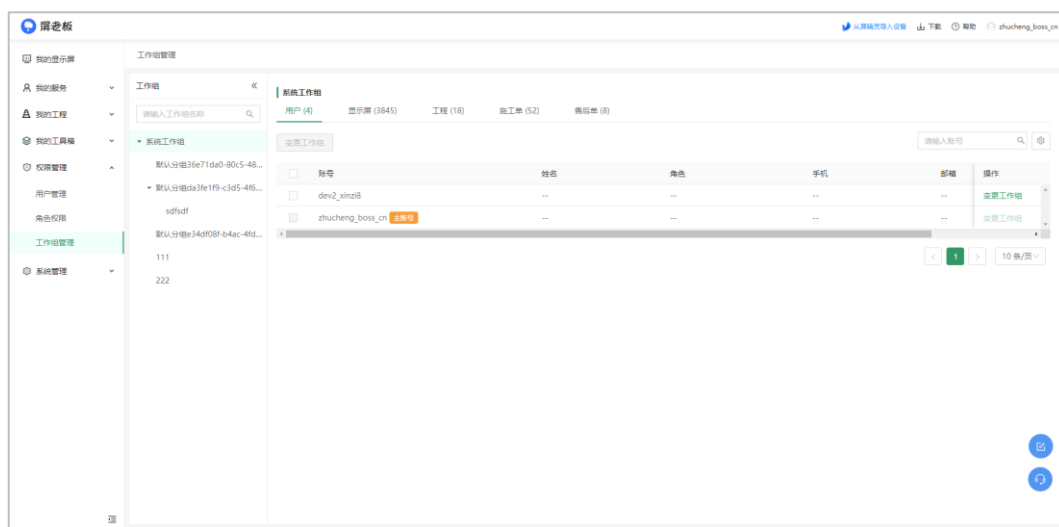 屏老板
从屏精灵导入设备 下载 帮助 zhucheng_boss_cn
我的显示屏
我的服务
我的工程
我的工具箱
权限管理
用户管理
角色权限
工作组管理
系统管理
工作组管理
工作组
请输入工作组名称
系统工作组
默认分组36e71da0-80c5-48...
默认分组da3fe1f9-c3d5-4f6...
sdfsdf
默认分组e34df08f-b4ac-4fd...
111
222
系统工作组
用户 (4) 显示屏 (3845) 工程 (18) 施工单 (52) 售后单 (8)
变更工作组 请输入账号
账号 姓名 角色 手机 邮箱 操作
dev2_xinzi8 -- -- -- -- 变更工作组
zhucheng_boss_cn 主账号 -- -- -- -- 变更工作组
< 1 > 10 条/页